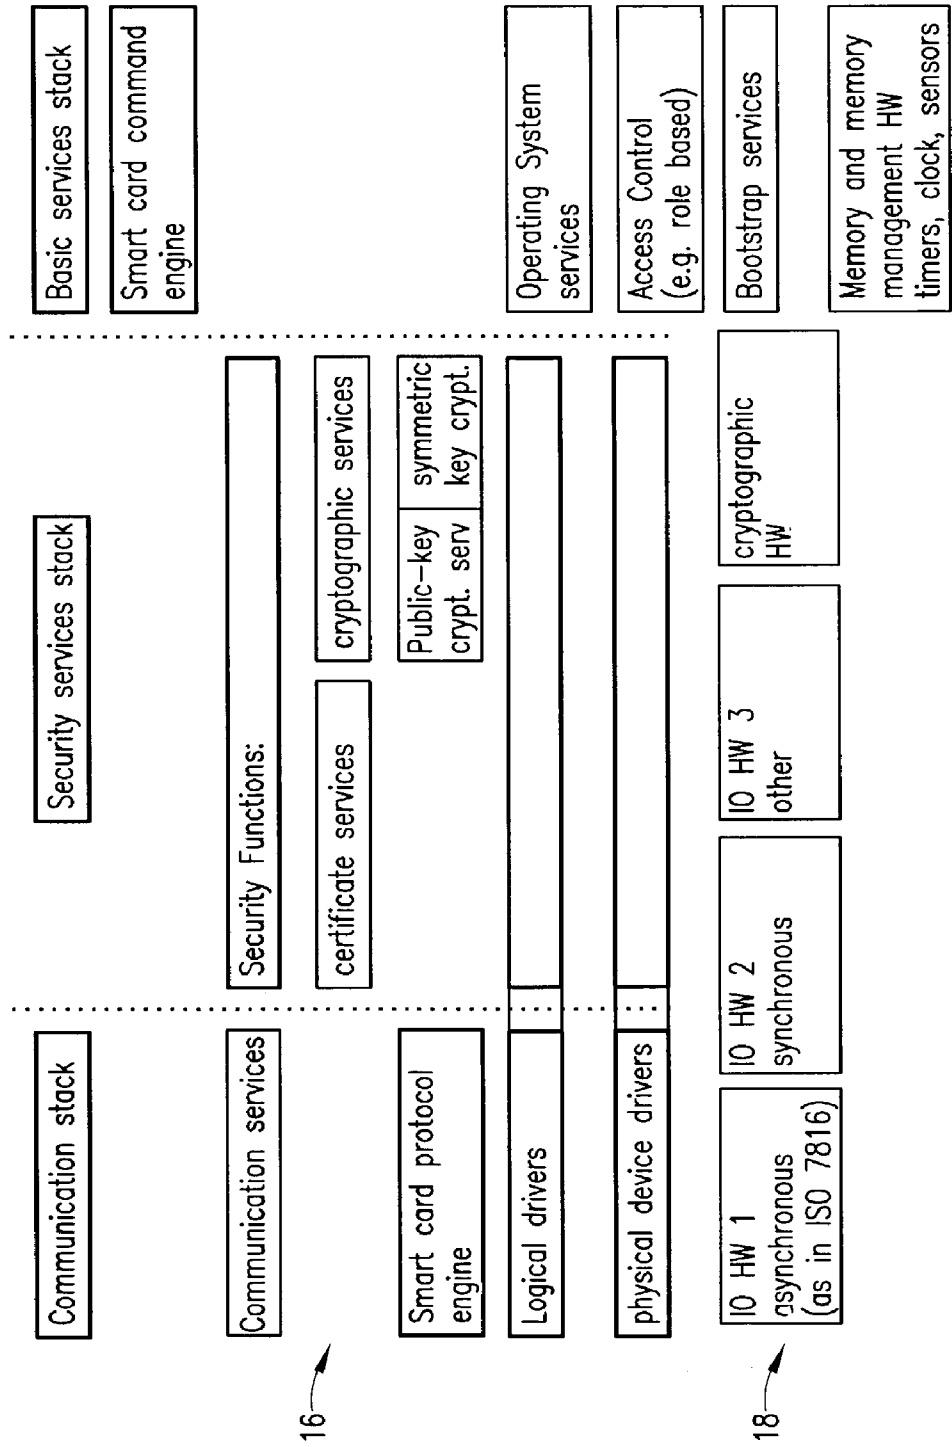 Communication stack
Security services stack
Basic services stack
Smart card command
engine
Communication services
Security Functions:
16
certificate services
cryptographic services
Smart card protocol
engine
Public-key
crypt. serv
symmetric
key crypt.
Logical drivers
Operating System
services
physical device drivers
Access Control
(e.g. role based)
18
IO HW 1
asynchronous
(as in ISO 7816)
IO HW 2
synchronous
IO HW 3
other
cryptographic
HW
Bootstrap services
Memory and memory
management HW
timers, clock, sensors